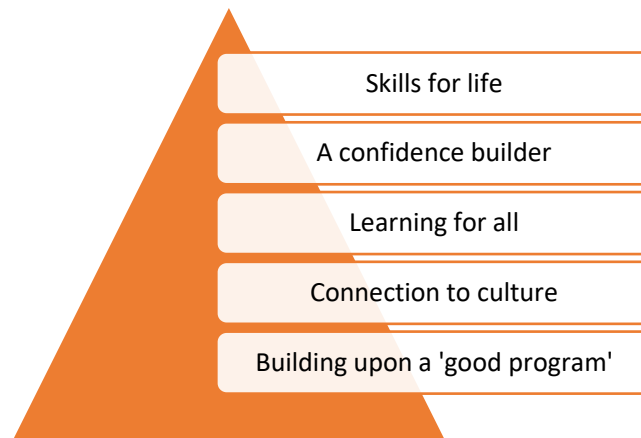 Skills for life
A confidence builder
Learning for all
Connection to culture
Building upon a 'good program'